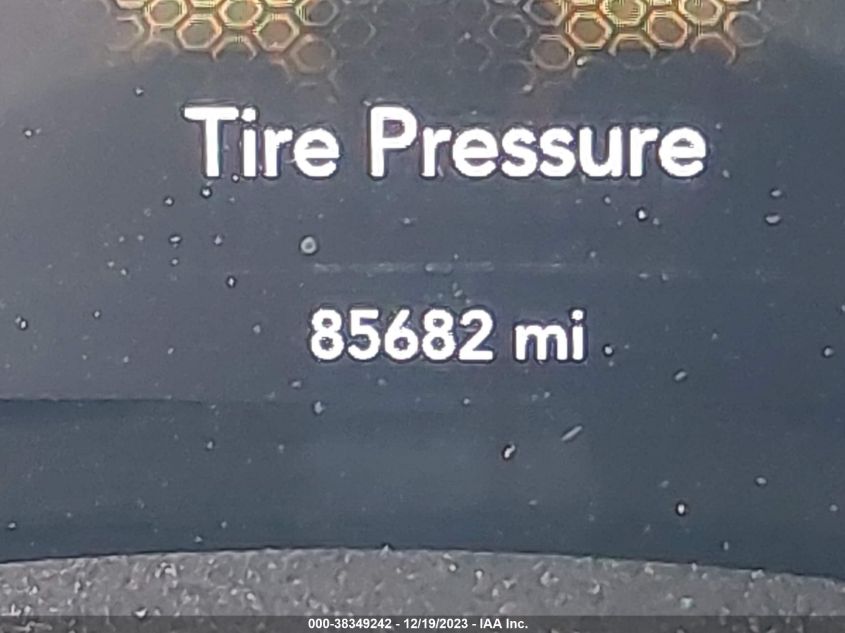 Tire Pressure
85682 mi
000-38349242 - 12/19/2023 - IAA Inc.